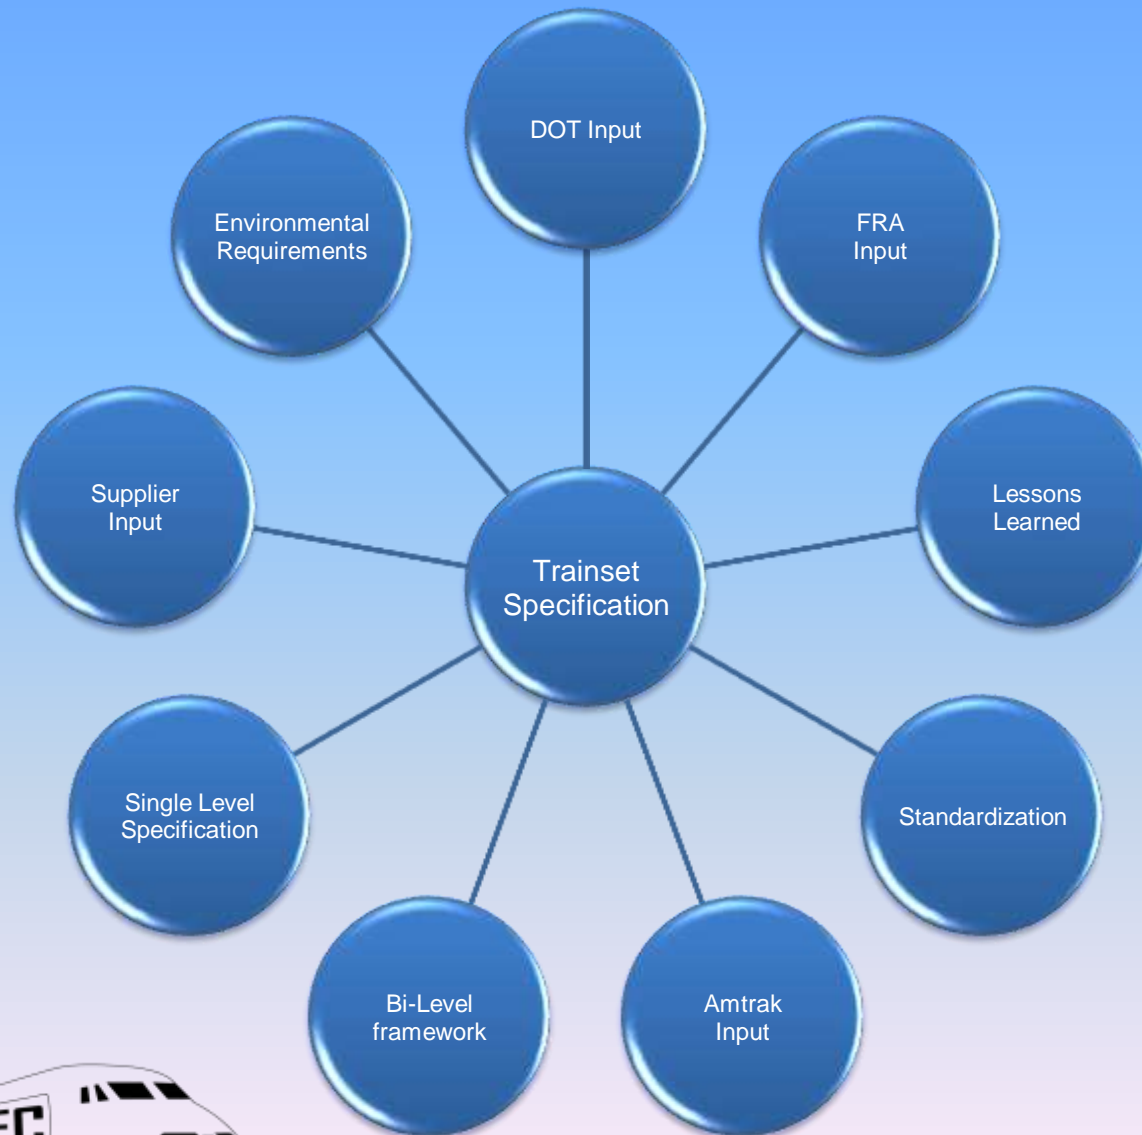 DOT Input
Environmental
Requirements
FRA
Input
Supplier
Input
Lessons
Learned
Trainset
Specification
Single Level
Specification
Standardization
Bi-Level
framework
Amtrak
Input